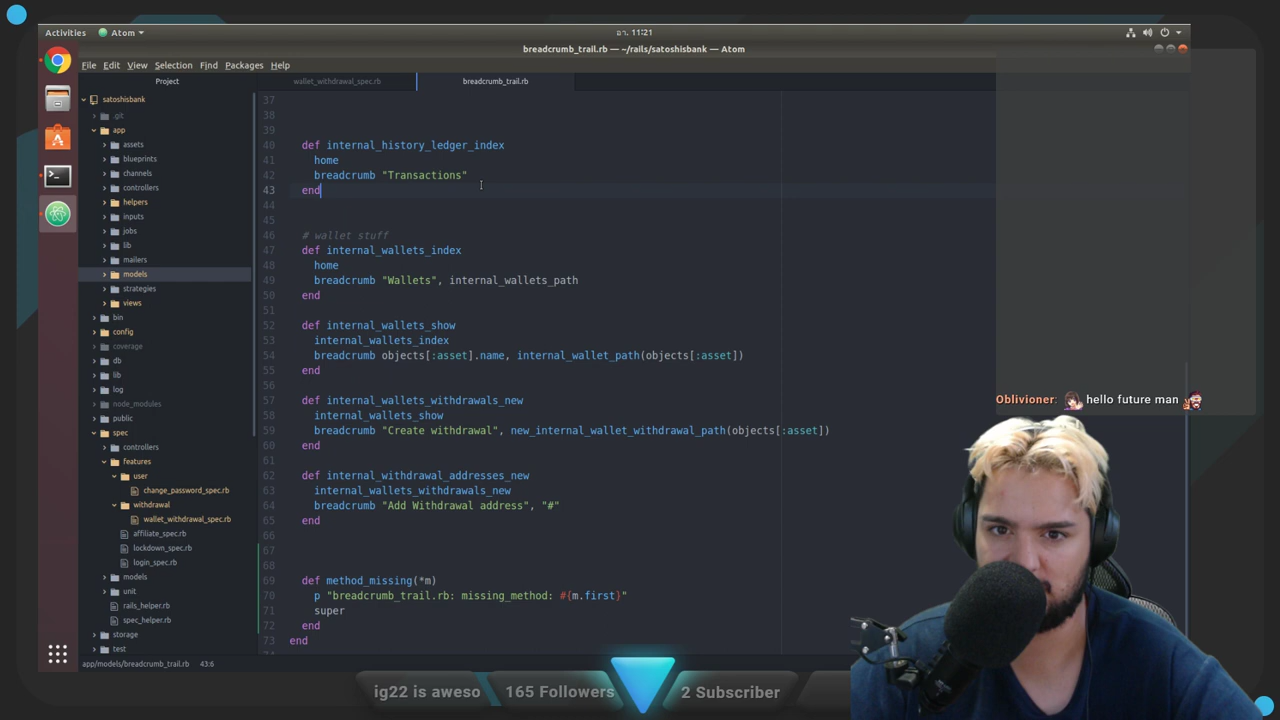 Activities
Atom
อา. 11:21
breadcrumb_trail.rb — ~/rails/satoshisbank — Atom
File Edit View Selection Find Packages Help
Project
wallet_withdrawal_spec.rb
breadcrumb_trail.rb
satoshisbank
.git
app
assets
blueprints
channels
controllers
helpers
inputs
jobs
lib
mailers
models
strategies
views
bin
config
coverage
db
lib
log
node_modules
public
spec
controllers
features
user
change_password_spec.rb
withdrawal
wallet_withdrawal_spec.rb
affiliate_spec.rb
lockdown_spec.rb
login_spec.rb
models
unit
rails_helper.rb
spec_helper.rb
storage
test
37
38
39
40 def internal_history_ledger_index
41 home
42 breadcrumb "Transactions"
43 end
44
45
46 # wallet stuff
47 def internal_wallets_index
48 home
49 breadcrumb "Wallets", internal_wallets_path
50 end
51
52 def internal_wallets_show
53 internal_wallets_index
54 breadcrumb objects[:asset].name, internal_wallet_path(objects[:asset])
55 end
56
57 def internal_wallets_withdrawals_new
58 internal_wallets_show
59 breadcrumb "Create withdrawal", new_internal_wallet_withdrawal_path(objects[:asset])
60 end
61
62 def internal_withdrawal_addresses_new
63 internal_wallets_withdrawals_new
64 breadcrumb "Add Withdrawal address", "#"
65 end
66
67
68
69 def method_missing(*m)
70 p "breadcrumb_trail.rb: missing_method: #{m.first}"
71 super
72 end
73 end
app/models/breadcrumb_trail.rb 43:6
Oblivioner: hello future man
ig22 is aweso
165 Followers
2 Subscriber